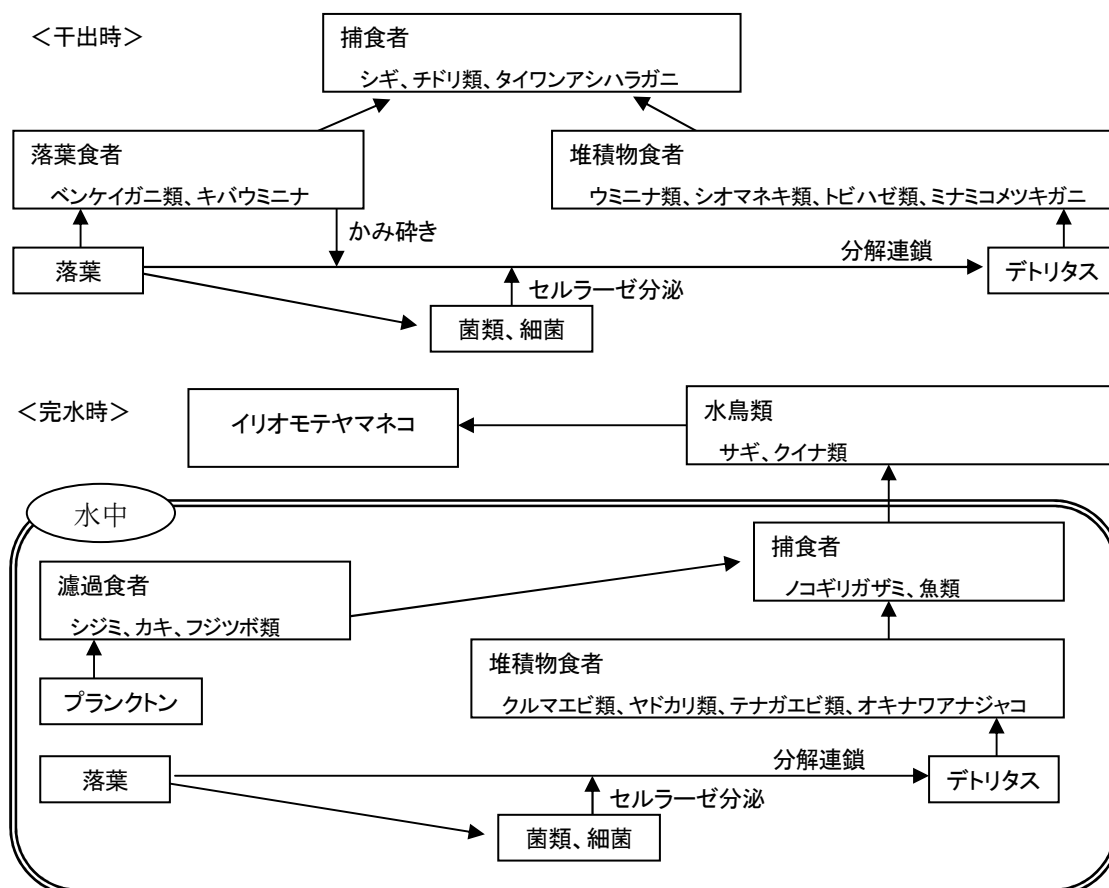 ＜干出時＞
捕食者
シギ、チドリ類、タイワンアシハラガニ
落葉食者
ベンケイガニ類、キバウミニナ
堆積物食者
ウミニナ類、シオマネキ類、トビハゼ類、ミナミコメツキガニ
かみ砕き
分解連鎖
落葉
デトリタス
セルラーゼ分泌
菌類、細菌
＜完水時＞
イリオモテヤマネコ
水鳥類
サギ、クイナ類
水中
捕食者
ノコギリガザミ、魚類
濾過食者
シジミ、カキ、フジツボ類
堆積物食者
クルマエビ類、ヤドカリ類、テナガエビ類、オキナワアナジャコ
プランクトン
分解連鎖
落葉
デトリタス
セルラーゼ分泌
菌類、細菌